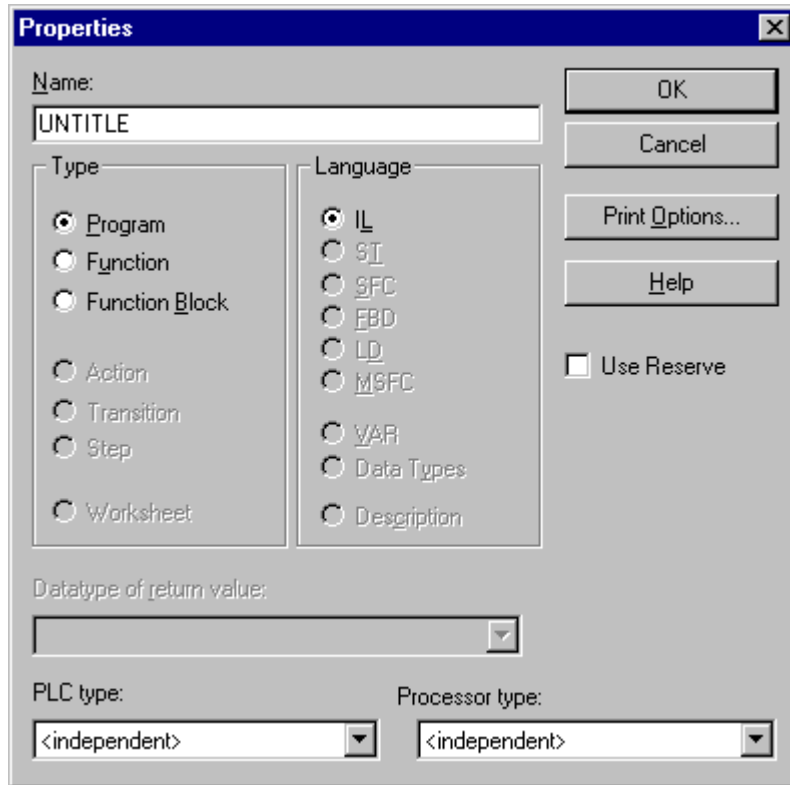 Properties
Name:
UNTITLE
OK
Cancel
Print Options...
Help
Use Reserve
Type
Program
Function
Function Block
Action
Transition
Step
Worksheet
Language
IL
ST
SFC
FBD
LD
MSFC
VAR
Data Types
Description
Datatype of return value:
PLC type:
<independent>
Processor type:
<independent>